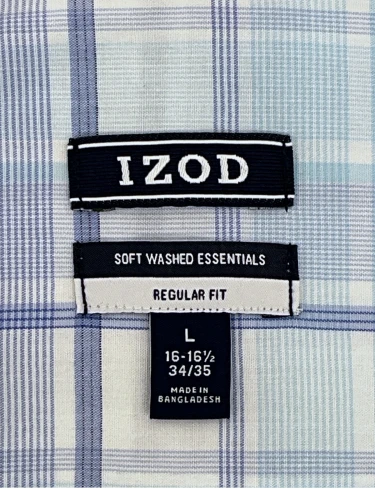 IZOD
SOFT WASHED ESSENTIALS
REGULAR FIT
L
16-16½
34/35
MADE IN
BANGLADESH